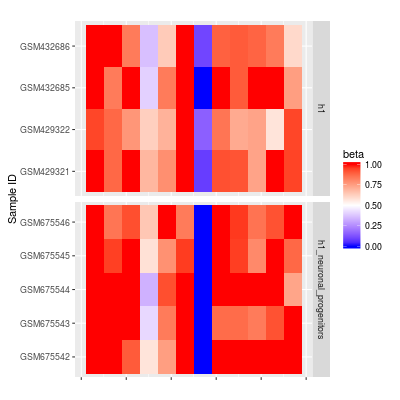 GSM432686
GSM432685
GSM429322
GSM429321
h1
GSM675546
GSM675545
GSM675544
GSM675543
GSM675542
h1_neuronal_progenitors
Sample ID
beta
1.00
0.75
0.50
0.25
0.00